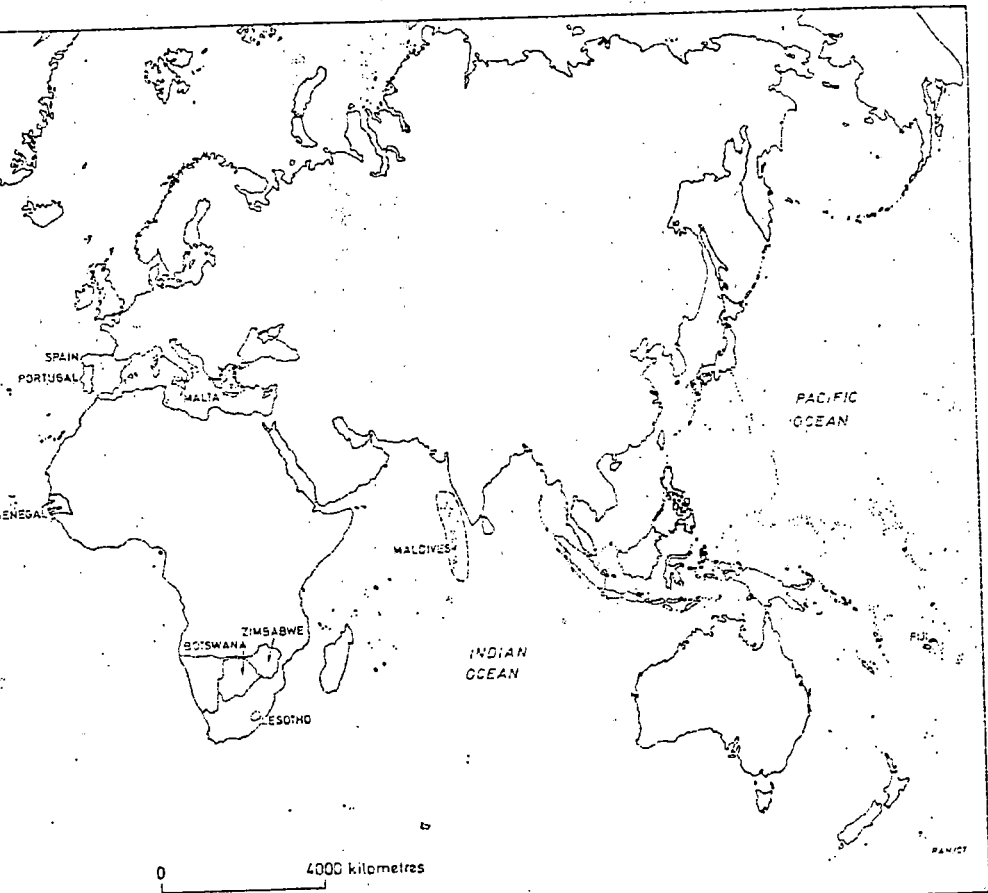 SPAIN
PORTUGAL
MALTA
PACIFIC
OCEAN
SENEGAL
MALDIVES
ZIMBABWE
BOTSWANA
FIJI
INDIAN
OCEAN
LESOTHO
0 4000 kilometres